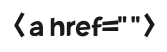 〈 a href="" 〉